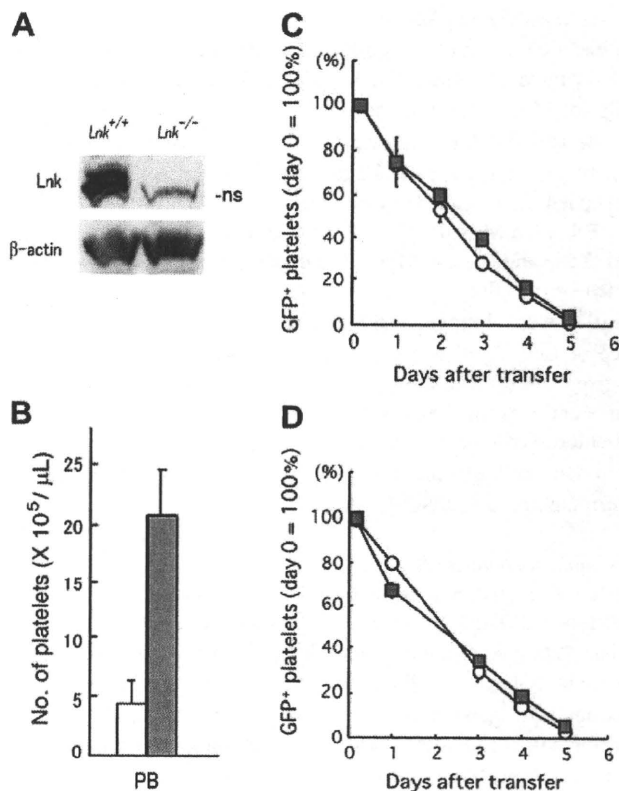 A
Lnk+/+ Lnk-/-
Lnk
-ns
β-actin
B
No. of platelets (X 10⁵/ μL)
25
20
15
10
5
0
PB
C
(%)
GFP⁺ platelets (day 0 = 100%)
100
80
60
40
20
0
0 1 2 3 4 5 6
Days after transfer
D
(%)
GFP⁺ platelets (day 0 = 100%)
100
80
60
40
20
0
0 1 2 3 4 5 6
Days after transfer